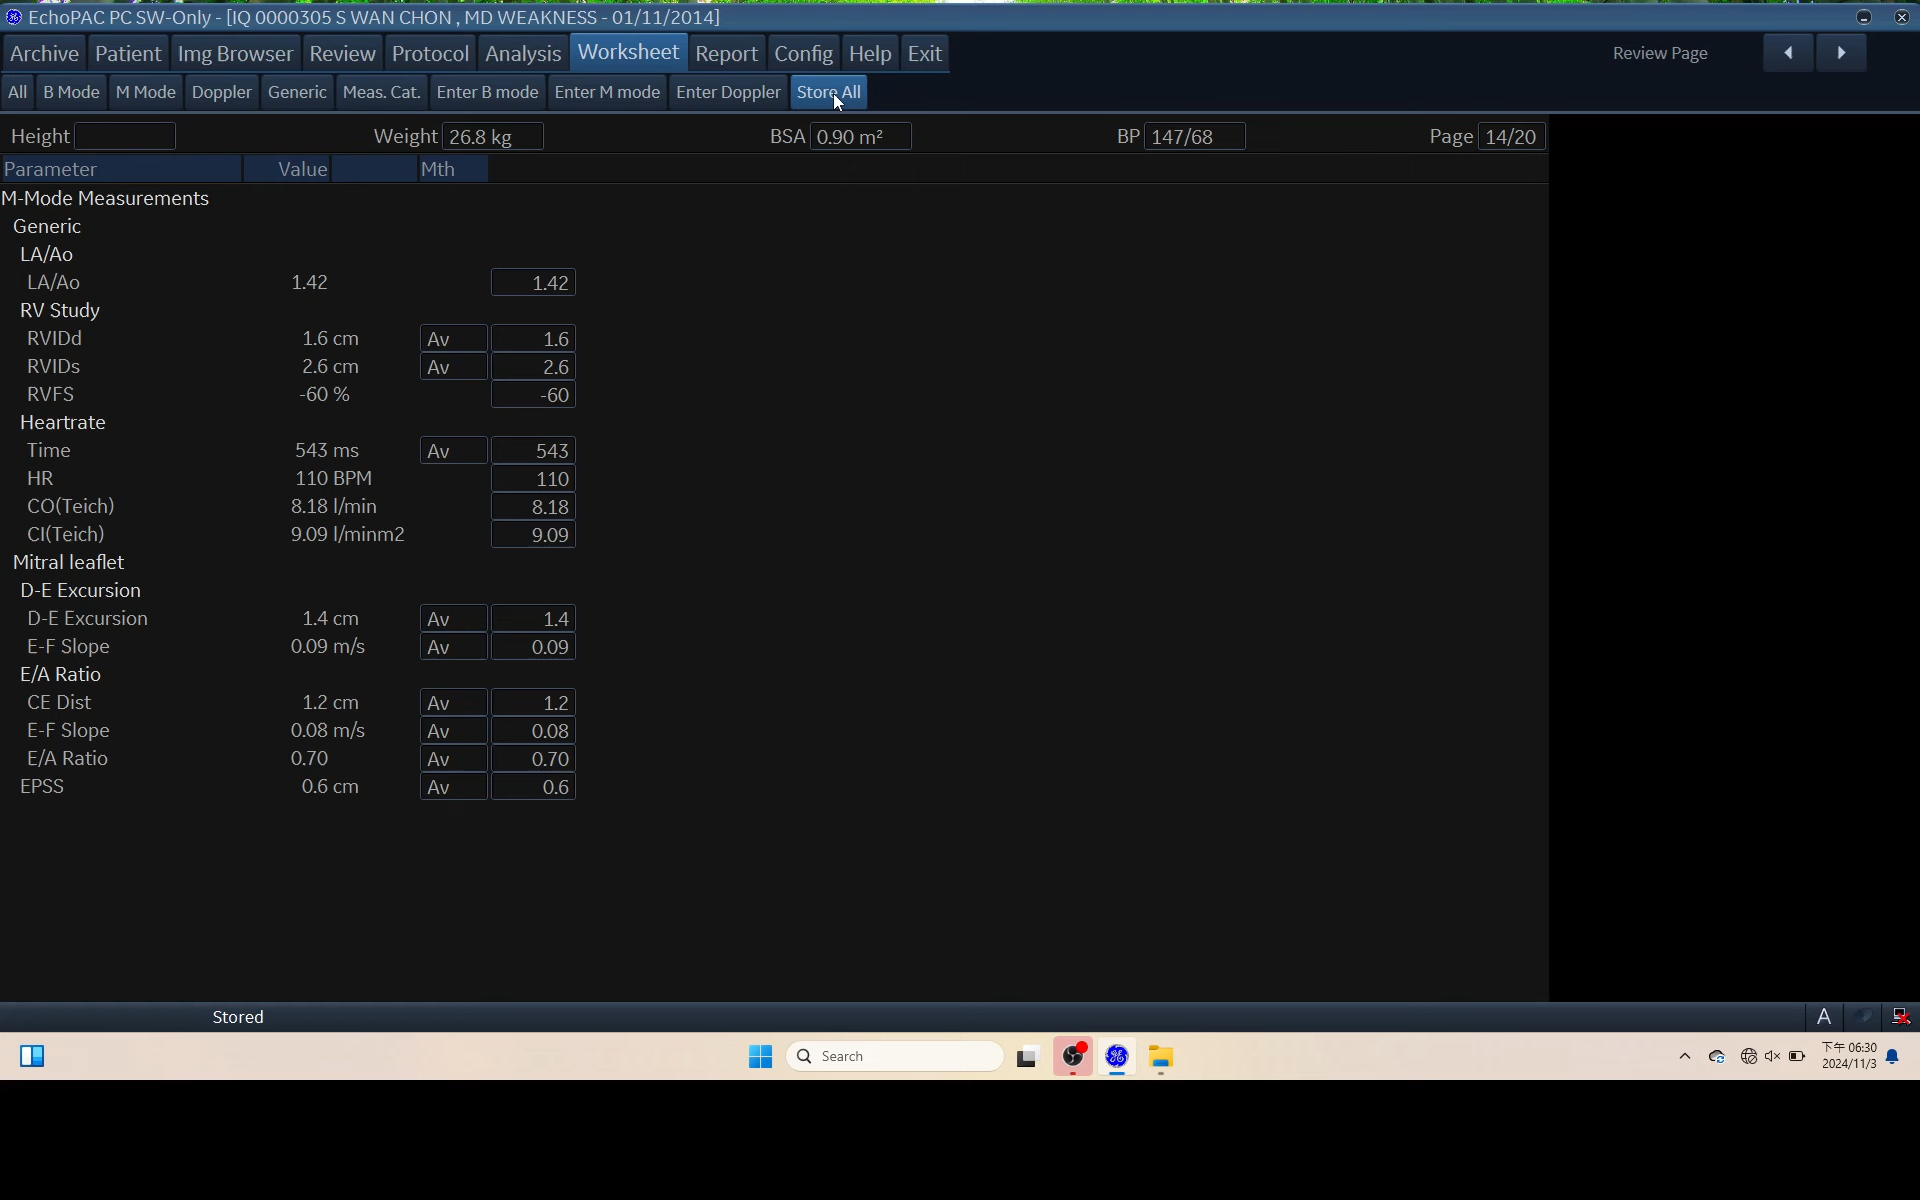 EchoPAC PC SW-Only - [IQ 0000305 S WAN CHON , MD WEAKNESS - 01/11/2014]
Archive Patient Img Browser Review Protocol Analysis Worksheet Report Config Help Exit Review Page
All B Mode M Mode Doppler Generic Meas. Cat. Enter B mode Enter M mode Enter Doppler Store All
Height Weight 26.8 kg BSA 0.90 m² BP 147/68 Page 14/20
Parameter Value Mth
M-Mode Measurements
Generic
LA/Ao
LA/Ao 1.42 1.42
RV Study
RVIDd 1.6 cm Av 1.6
RVIDs 2.6 cm Av 2.6
RVFS -60 % -60
Heartrate
Time 543 ms Av 543
HR 110 BPM 110
CO(Teich) 8.18 l/min 8.18
CI(Teich) 9.09 l/minm2 9.09
Mitral leaflet
D-E Excursion
D-E Excursion 1.4 cm Av 1.4
E-F Slope 0.09 m/s Av 0.09
E/A Ratio
CE Dist 1.2 cm Av 1.2
E-F Slope 0.08 m/s Av 0.08
E/A Ratio 0.70 Av 0.70
EPSS 0.6 cm Av 0.6
Stored A
Search 下午 06:30
2024/11/3